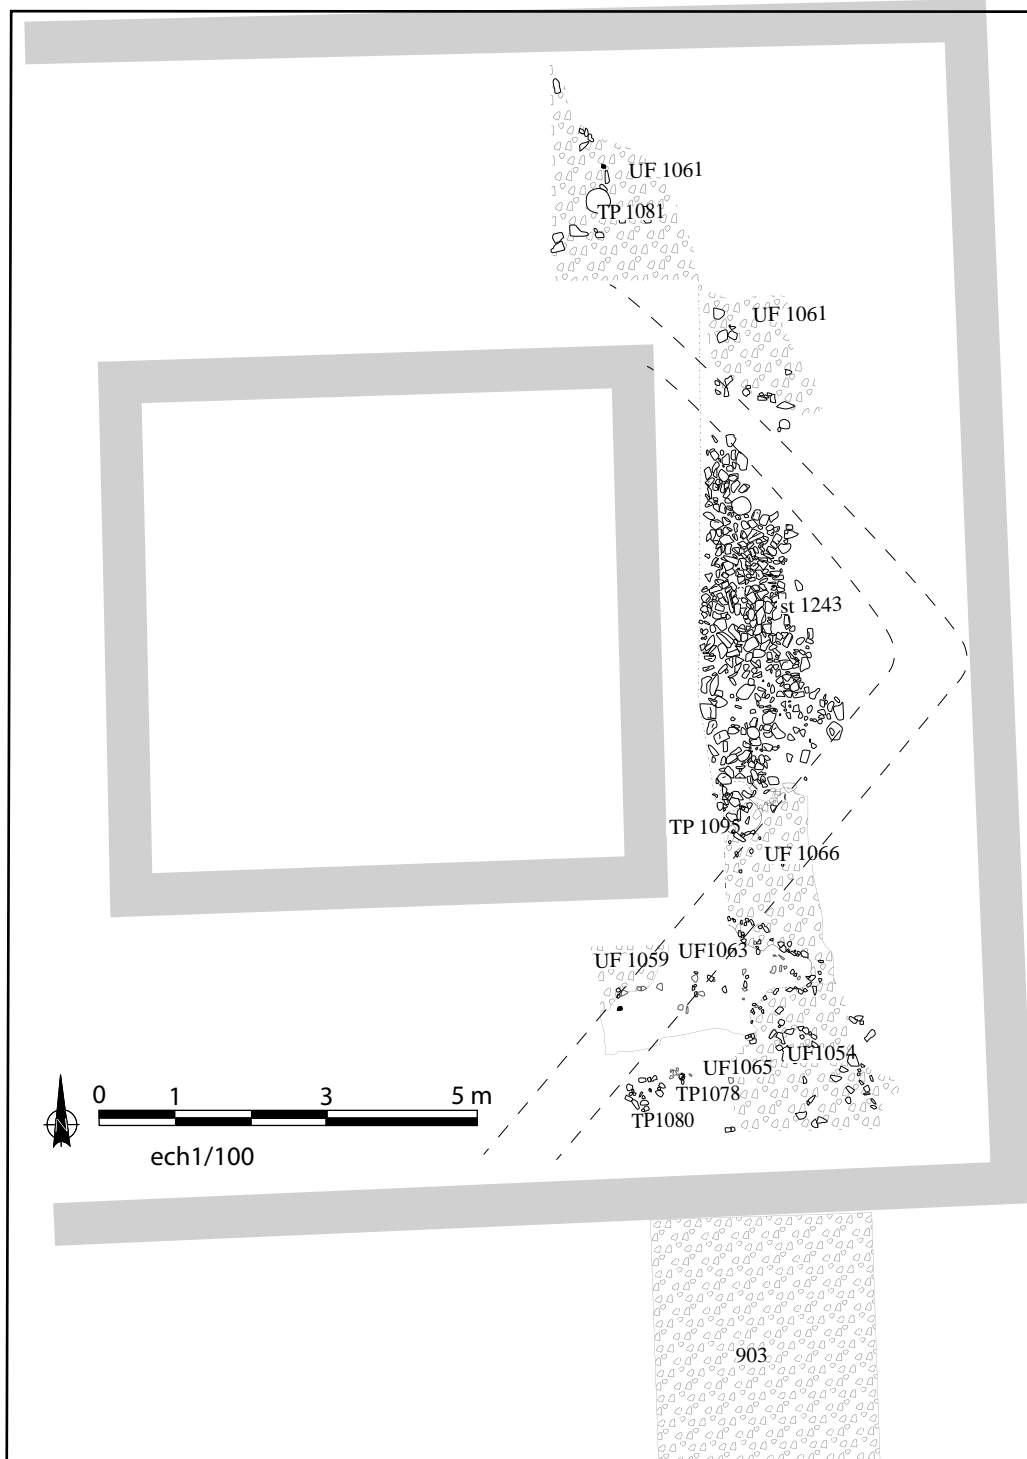 UF 1061
TP 1081
UF 1061
st 1243
TP 1095
UF 1066
UF 1059
UF1063
UF1054
UF1065
TP1078
TP1080
0 1 3 5 m
N
ech1/100
903